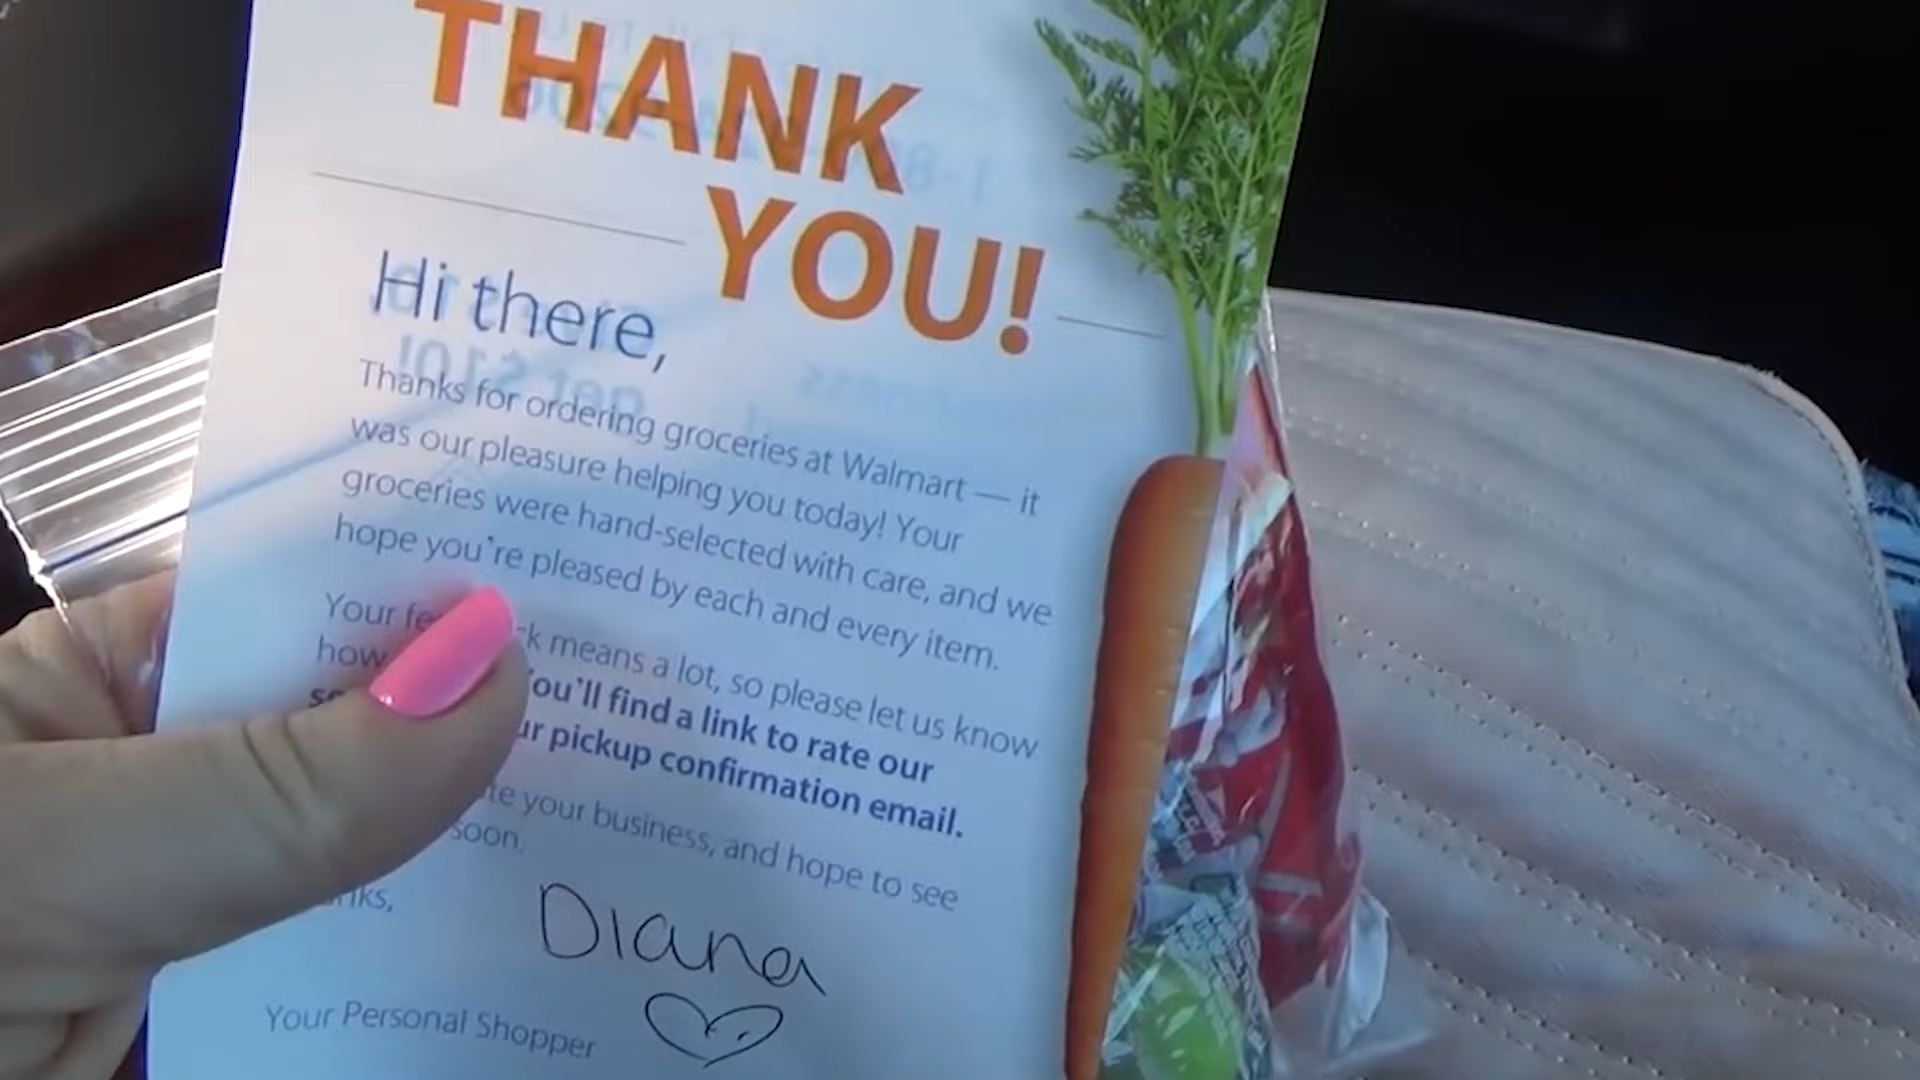 THANK
YOU!
Hi there,
Thanks for ordering groceries at Walmart — it
was our pleasure helping you today! Your
groceries were hand-selected with care, and we
hope you're pleased by each and every item.
Your means a lot, so please let us know
how You'll find a link to rate our
pickup confirmation email.
your business, and hope to see
soon.
Diana
Your Personal Shopper